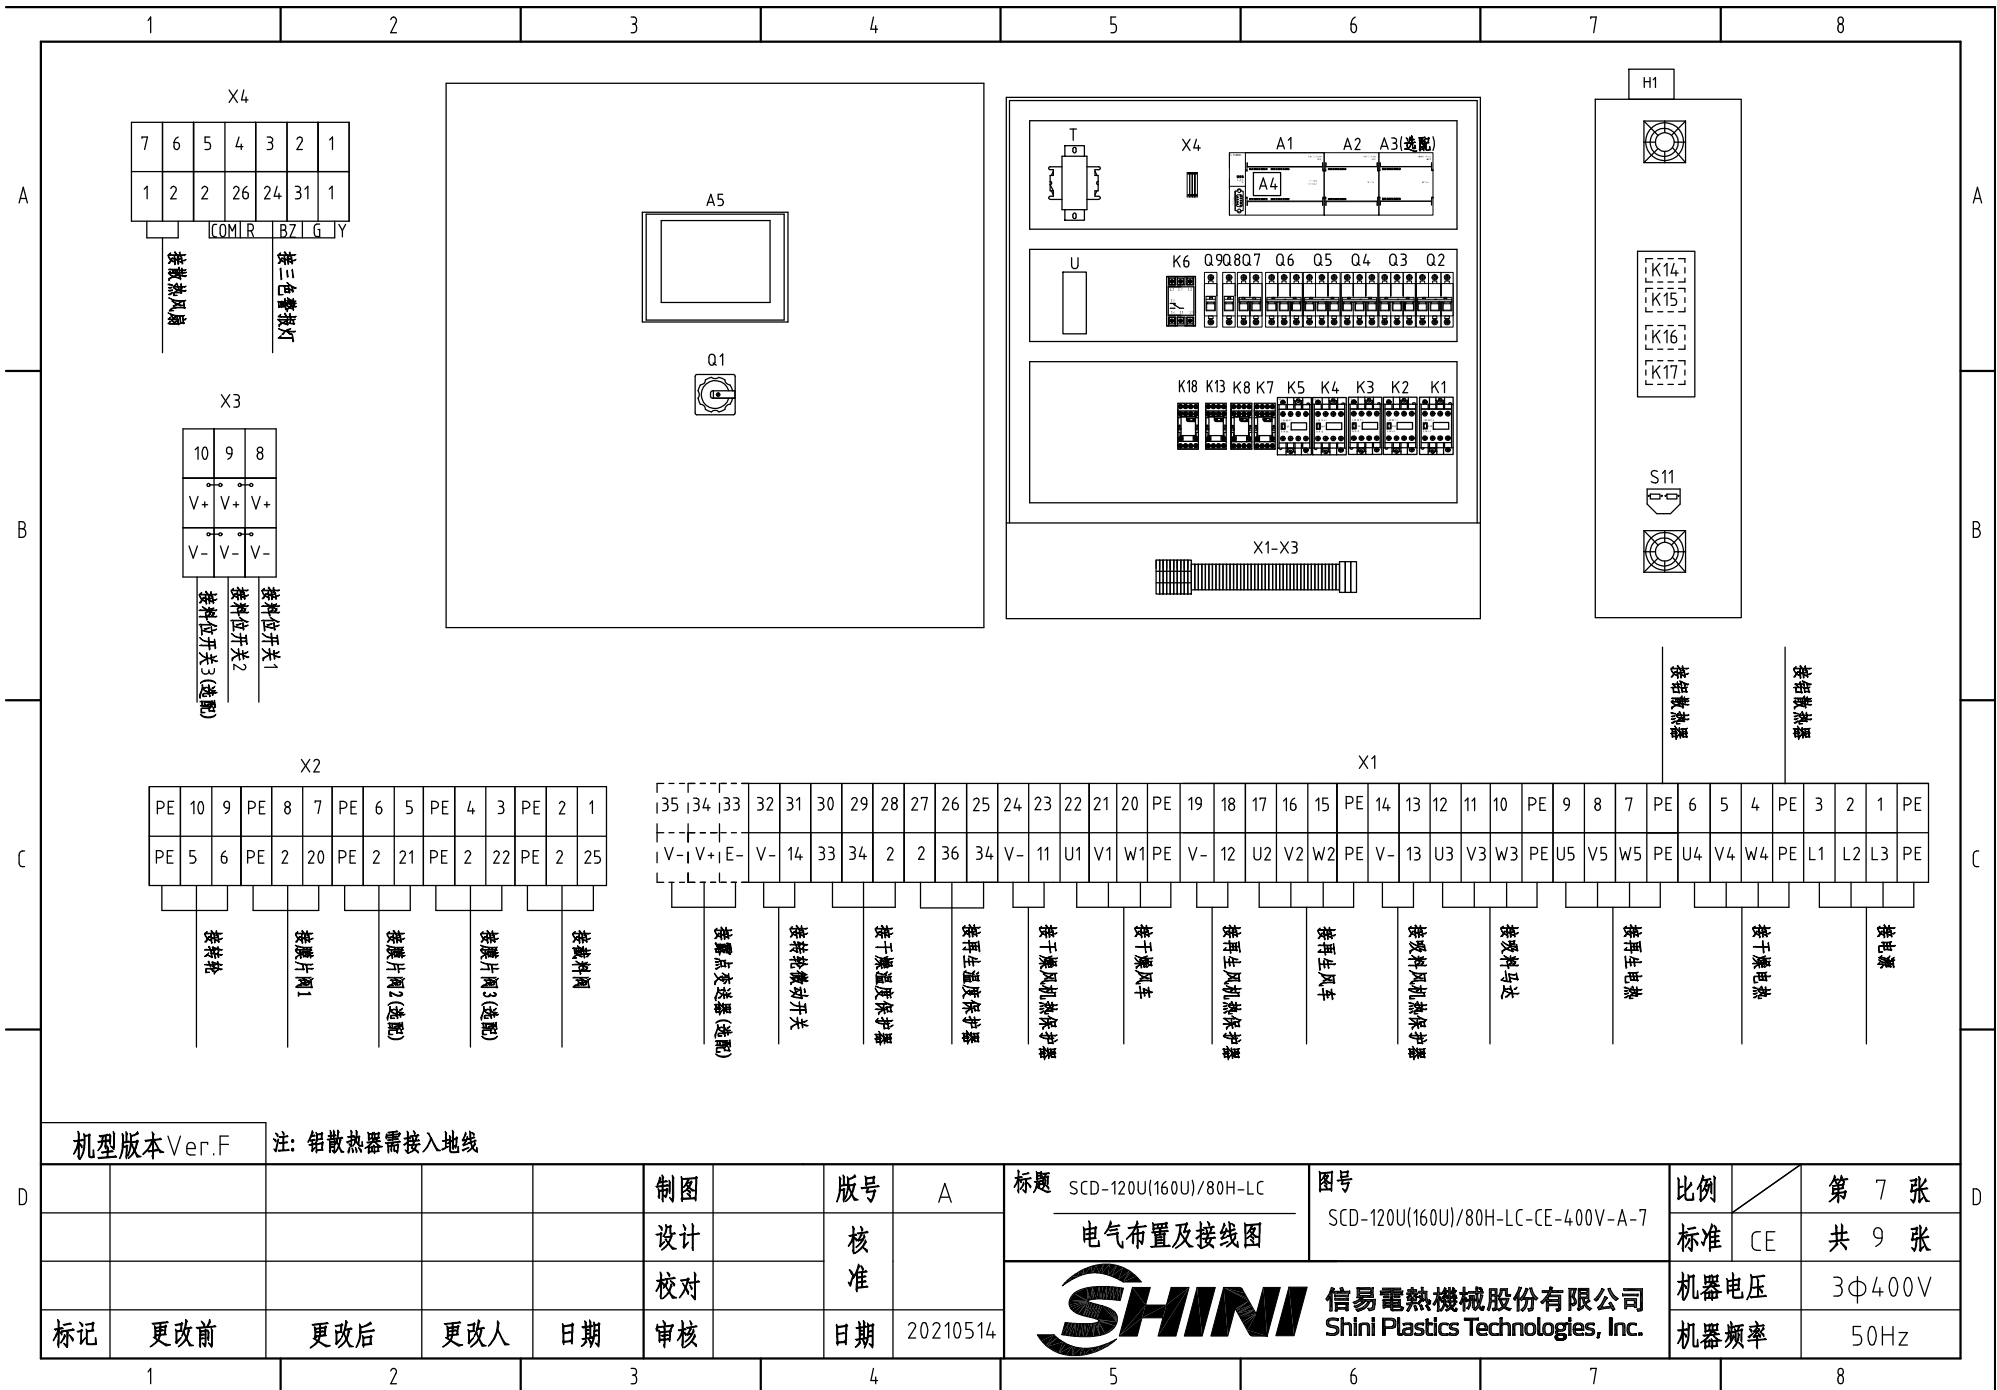 1 2 3 4 5 6 7 8
A
B
C
D
X4
7 6 5 4 3 2 1
1 2 2 26 24 31 1
COM R BZ G Y
接散热风扇
接三色警报灯
X3
10 9 8
V+ V+ V+
V- V- V-
接料位开关3(选配)
接料位开关2
接料位开关1
A5
Q1
T
X4
A1
A2
A3(选配)
A4
U
K6 Q9 Q8 Q7 Q6 Q5 Q4 Q3 Q2
K18 K13 K8 K7 K5 K4 K3 K2 K1
X1-X3
H1
K14
K15
K16
K17
S11
接铝散热器
接铝散热器
X2
PE 10 9 PE 8 7 PE 6 5 PE 4 3 PE 2 1
PE 5 6 PE 2 20 PE 2 21 PE 2 22 PE 2 25
接转轮
接膜片阀1
接膜片阀2(选配)
接膜片阀3(选配)
接截料阀
X1
35 34 33 32 31 30 29 28 27 26 25 24 23 22 21 20 PE 19 18 17 16 15 PE 14 13 12 11 10 PE 9 8 7 PE 6 5 4 PE 3 2 1 PE
V- V+ E- V- 14 33 34 2 2 36 34 V- 11 U1 V1 W1 PE V- 12 U2 V2 W2 PE V- 13 U3 V3 W3 PE U5 V5 W5 PE U4 V4 W4 PE L1 L2 L3 PE
接露点变送器(选配)
接转轮微动开关
接干燥温度保护器
接再生温度保护器
接干燥风机热保护器
接干燥风车
接再生风机热保护器
接再生风车
接吸料风机热保护器
接吸料马达
接再生电热
接干燥电热
接电源
机型版本Ver.F
注: 铝散热器需接入地线
制图
版号 A
设计
核准
校对
标记 更改前 更改后 更改人 日期 审核 日期 20210514
标题 SCD-120U(160U)/80H-LC
电气布置及接线图
图号
SCD-120U(160U)/80H-LC-CE-400V-A-7
比例
第 7 张
标准 CE
共 9 张
机器电压 3φ400V
机器频率 50Hz
SHINI
信易電熱機械股份有限公司
Shini Plastics Technologies, Inc.
A
B
C
D
1 2 3 4 5 6 7 8